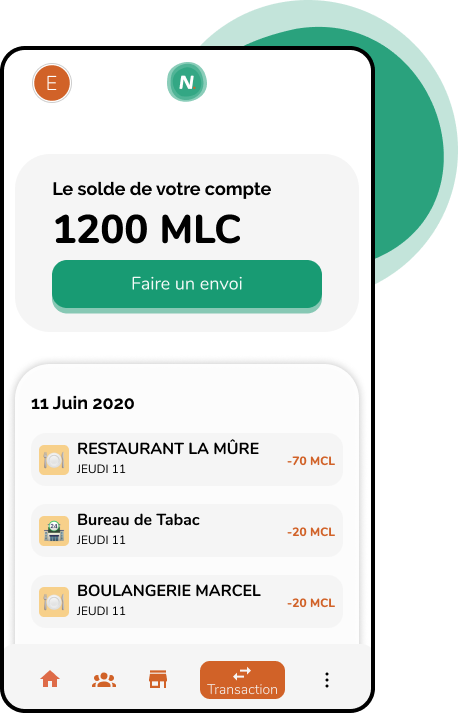 E
N
Le solde de votre compte
1200 MLC
Faire un envoi
11 Juin 2020
RESTAURANT LA MÛRE
JEUDI 11
-70 MCL
Bureau de Tabac
JEUDI 11
24
-20 MCL
BOULANGERIE MARCEL
JEUDI 11
-20 MCL
Transaction